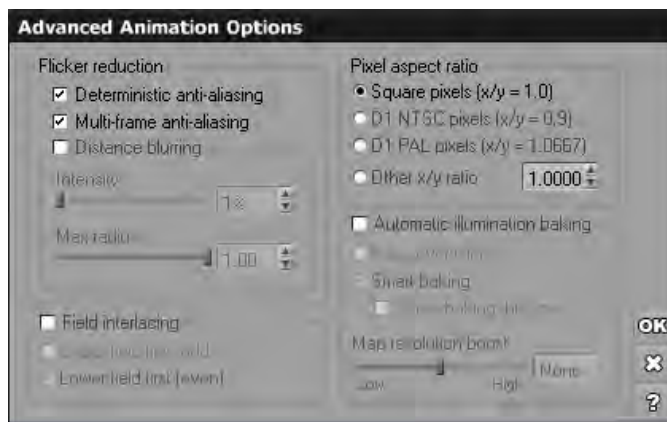 Advanced Animation Options
Flicker reduction
Deterministic anti-aliasing
Multi-frame anti-aliasing
Distance blurring
Intensity
1%
Max radius
1.00
Field interlacing
Lower field first (even)
Pixel aspect ratio
Square pixels (x/y = 1.0)
D1 NTSC pixels (x/y = 0.9)
D1 PAL pixels (x/y = 1.0667)
Other x/y ratio
1.0000
Automatic illumination baking
Smart baking
Map resolution boost
Low
High
None
OK
?